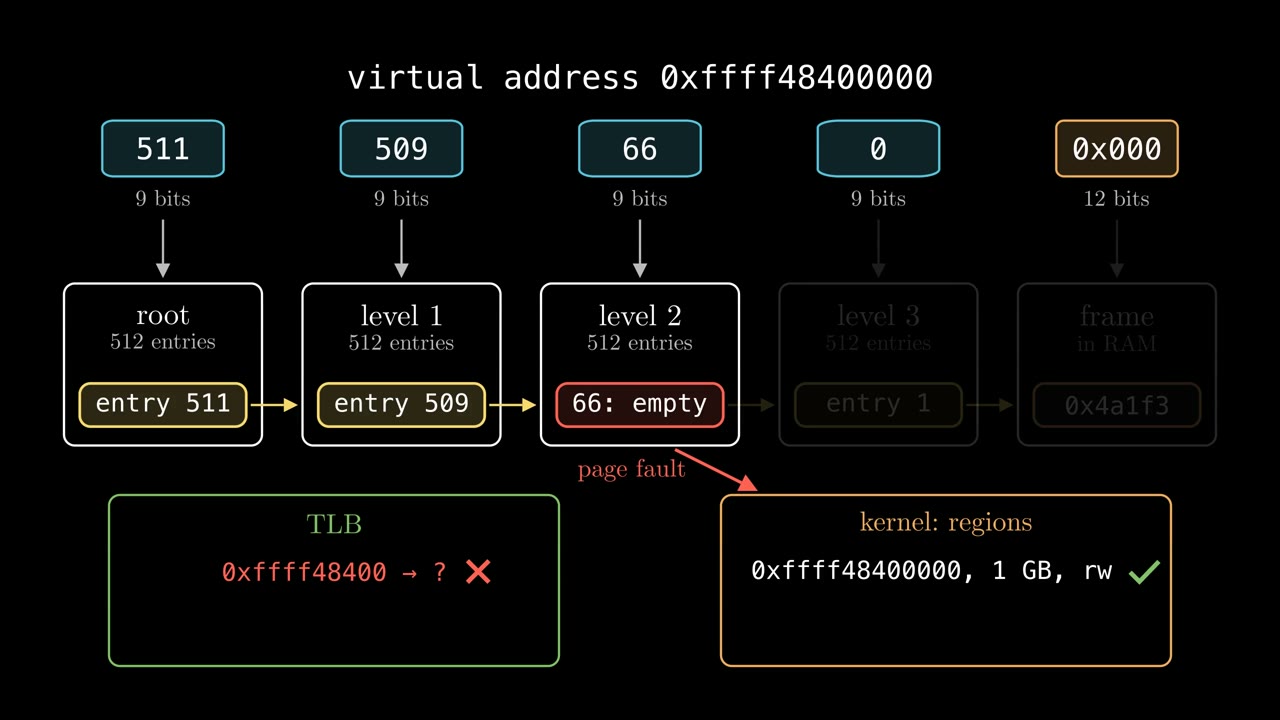 virtual address 0xffff48400000
511
509
66
0
0x000
9 bits
9 bits
9 bits
9 bits
12 bits
root
512 entries
entry 511
level 1
512 entries
entry 509
level 2
512 entries
66: empty
level 3
512 entries
entry 1
frame
in RAM
0x4a1f3
page fault
TLB
0xffff48400 → ? ✕
kernel: regions
0xffff48400000, 1 GB, rw ✓